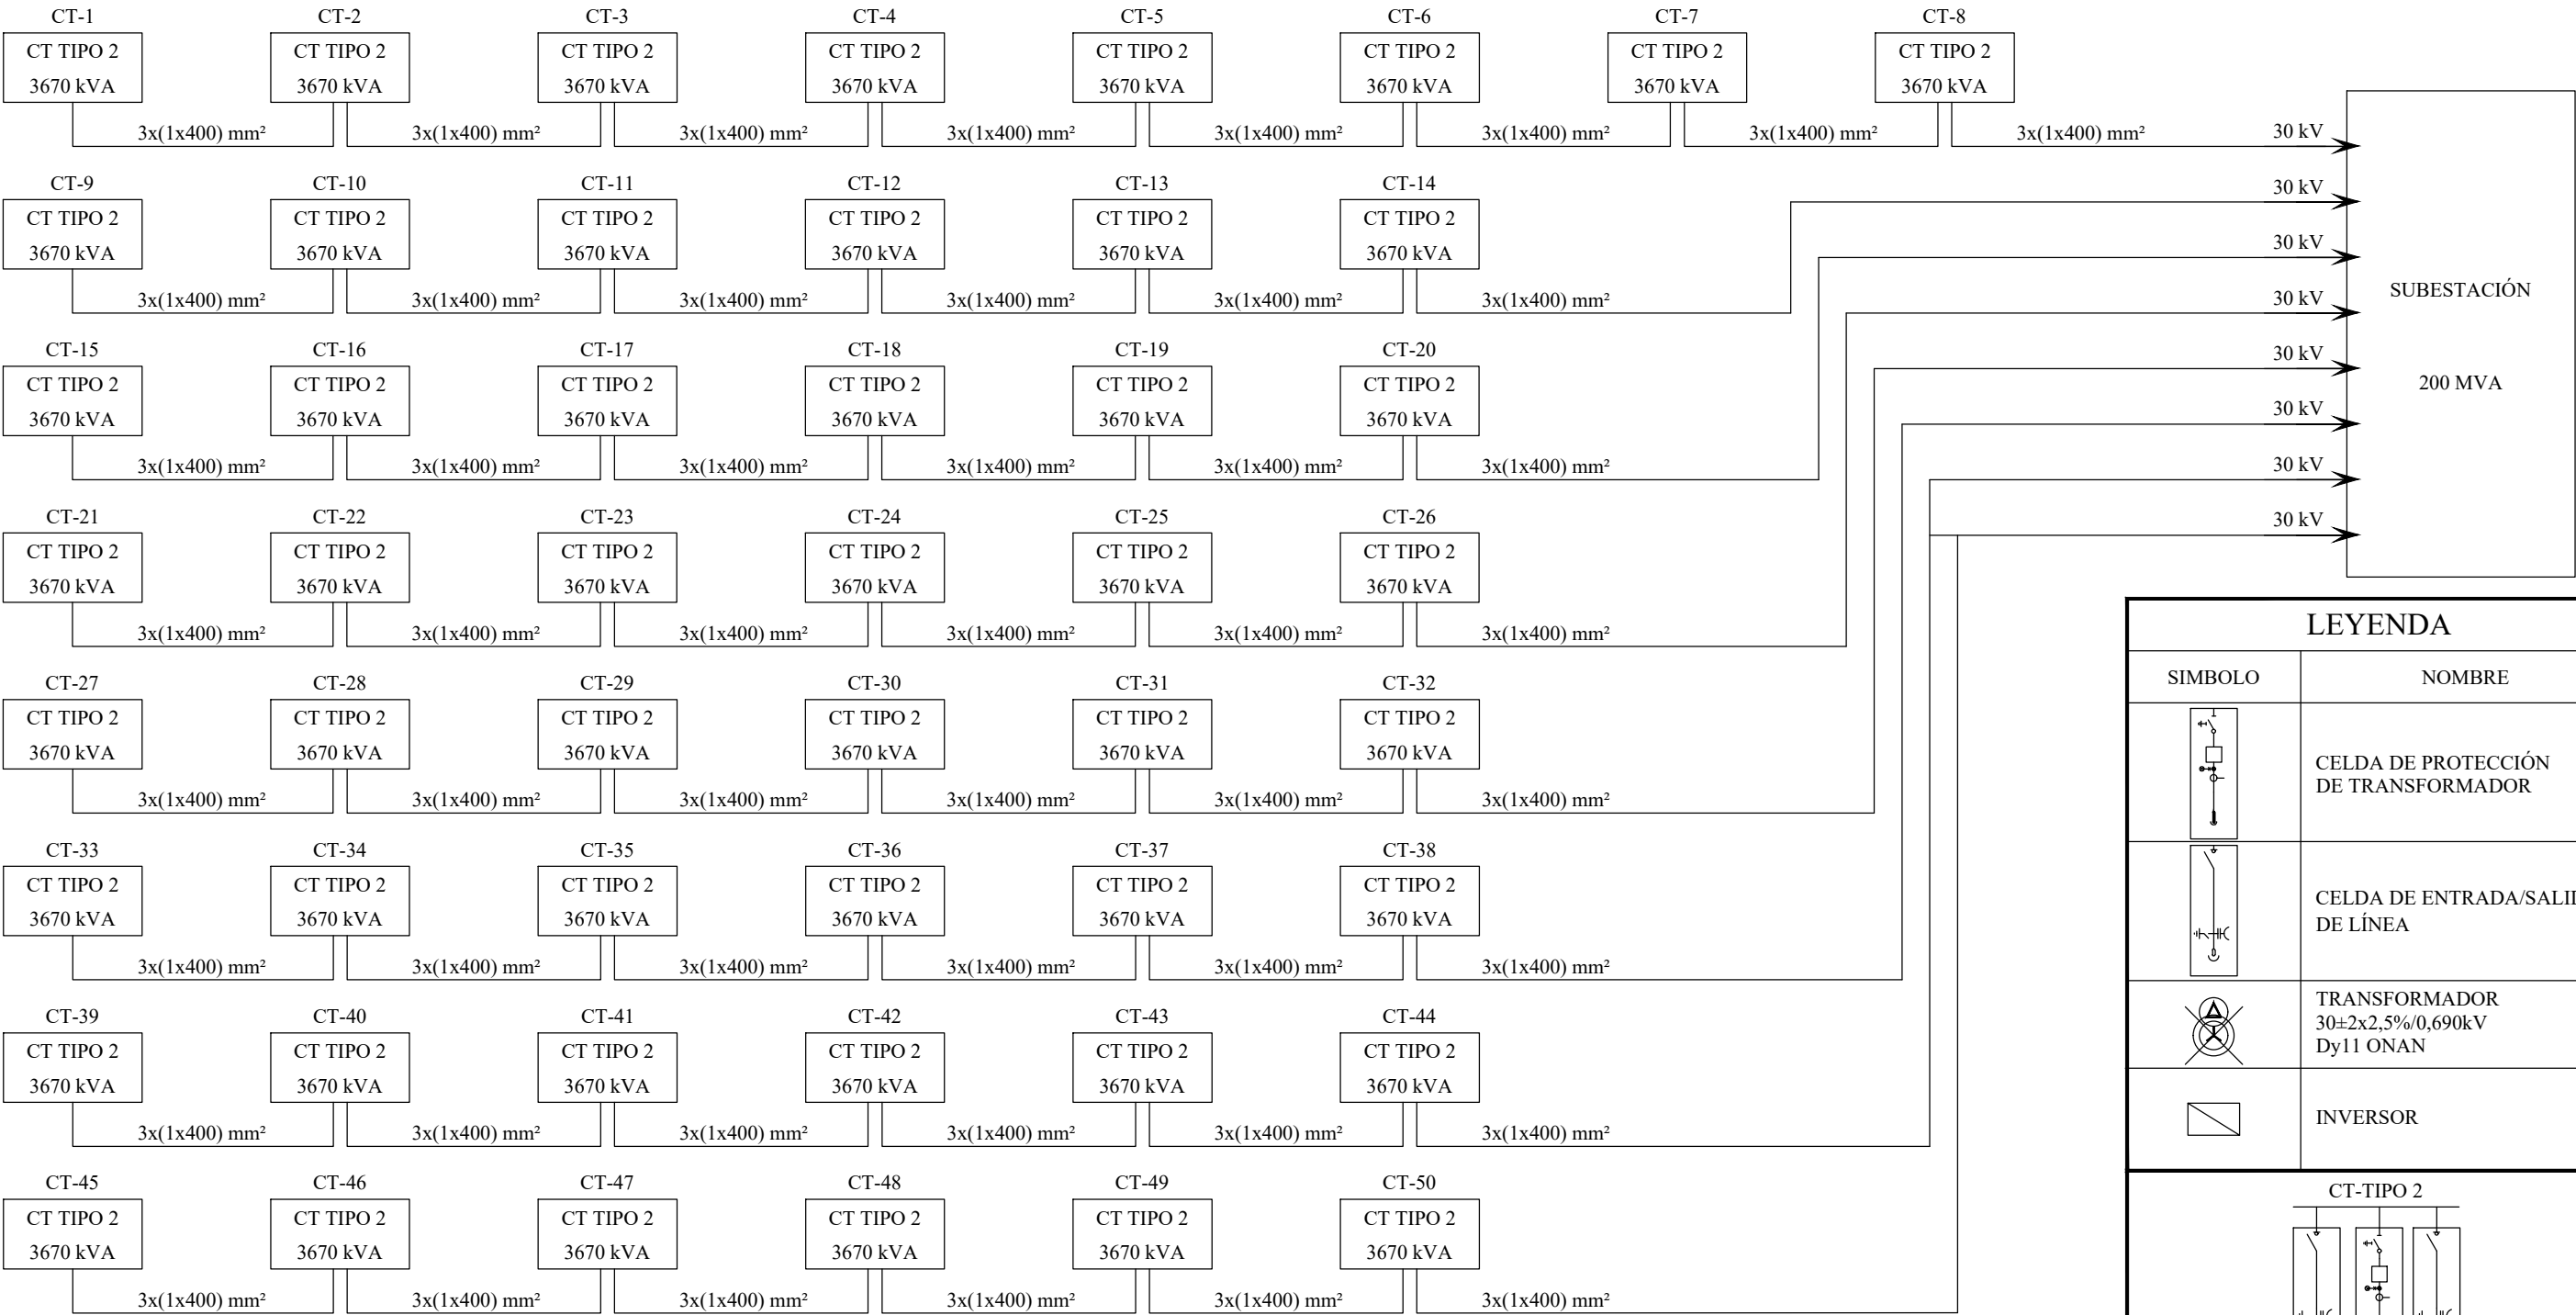 CT-1 CT-2 CT-3 CT-4 CT-5 CT-6 CT-7 CT-8
CT TIPO 2 CT TIPO 2 CT TIPO 2 CT TIPO 2 CT TIPO 2 CT TIPO 2 CT TIPO 2 CT TIPO 2
3670 kVA 3670 kVA 3670 kVA 3670 kVA 3670 kVA 3670 kVA 3670 kVA 3670 kVA
3x(1x400) mm² 3x(1x400) mm² 3x(1x400) mm² 3x(1x400) mm² 3x(1x400) mm² 3x(1x400) mm² 3x(1x400) mm² 3x(1x400) mm² 30 kV
CT-9 CT-10 CT-11 CT-12 CT-13 CT-14 30 kV
CT TIPO 2 CT TIPO 2 CT TIPO 2 CT TIPO 2 CT TIPO 2 CT TIPO 2
3670 kVA 3670 kVA 3670 kVA 3670 kVA 3670 kVA 3670 kVA 30 kV
3x(1x400) mm² 3x(1x400) mm² 3x(1x400) mm² 3x(1x400) mm² 3x(1x400) mm² 3x(1x400) mm² 30 kV
SUBESTACIÓN
CT-15 CT-16 CT-17 CT-18 CT-19 CT-20 30 kV
CT TIPO 2 CT TIPO 2 CT TIPO 2 CT TIPO 2 CT TIPO 2 CT TIPO 2
200 MVA
3670 kVA 3670 kVA 3670 kVA 3670 kVA 3670 kVA 3670 kVA 30 kV
3x(1x400) mm² 3x(1x400) mm² 3x(1x400) mm² 3x(1x400) mm² 3x(1x400) mm² 3x(1x400) mm² 30 kV
CT-21 CT-22 CT-23 CT-24 CT-25 CT-26 30 kV
CT TIPO 2 CT TIPO 2 CT TIPO 2 CT TIPO 2 CT TIPO 2 CT TIPO 2
3670 kVA 3670 kVA 3670 kVA 3670 kVA 3670 kVA 3670 kVA
3x(1x400) mm² 3x(1x400) mm² 3x(1x400) mm² 3x(1x400) mm² 3x(1x400) mm² 3x(1x400) mm²
CT-27 CT-28 CT-29 CT-30 CT-31 CT-32
CT TIPO 2 CT TIPO 2 CT TIPO 2 CT TIPO 2 CT TIPO 2 CT TIPO 2
3670 kVA 3670 kVA 3670 kVA 3670 kVA 3670 kVA 3670 kVA
3x(1x400) mm² 3x(1x400) mm² 3x(1x400) mm² 3x(1x400) mm² 3x(1x400) mm² 3x(1x400) mm²
CT-33 CT-34 CT-35 CT-36 CT-37 CT-38
CT TIPO 2 CT TIPO 2 CT TIPO 2 CT TIPO 2 CT TIPO 2 CT TIPO 2
3670 kVA 3670 kVA 3670 kVA 3670 kVA 3670 kVA 3670 kVA
3x(1x400) mm² 3x(1x400) mm² 3x(1x400) mm² 3x(1x400) mm² 3x(1x400) mm² 3x(1x400) mm²
CT-39 CT-40 CT-41 CT-42 CT-43 CT-44
CT TIPO 2 CT TIPO 2 CT TIPO 2 CT TIPO 2 CT TIPO 2 CT TIPO 2
3670 kVA 3670 kVA 3670 kVA 3670 kVA 3670 kVA 3670 kVA
3x(1x400) mm² 3x(1x400) mm² 3x(1x400) mm² 3x(1x400) mm² 3x(1x400) mm² 3x(1x400) mm²
CT-45 CT-46 CT-47 CT-48 CT-49 CT-50
CT TIPO 2 CT TIPO 2 CT TIPO 2 CT TIPO 2 CT TIPO 2 CT TIPO 2
3670 kVA 3670 kVA 3670 kVA 3670 kVA 3670 kVA 3670 kVA
3x(1x400) mm² 3x(1x400) mm² 3x(1x400) mm² 3x(1x400) mm² 3x(1x400) mm² 3x(1x400) mm²
LEYENDA
SIMBOLO NOMBRE
CELDA DE PROTECCIÓN
DE TRANSFORMADOR
CELDA DE ENTRADA/SALI
DE LÍNEA
TRANSFORMADOR
30±2x2,5%/0,690kV
Dy11 ONAN
INVERSOR
CT-TIPO 2